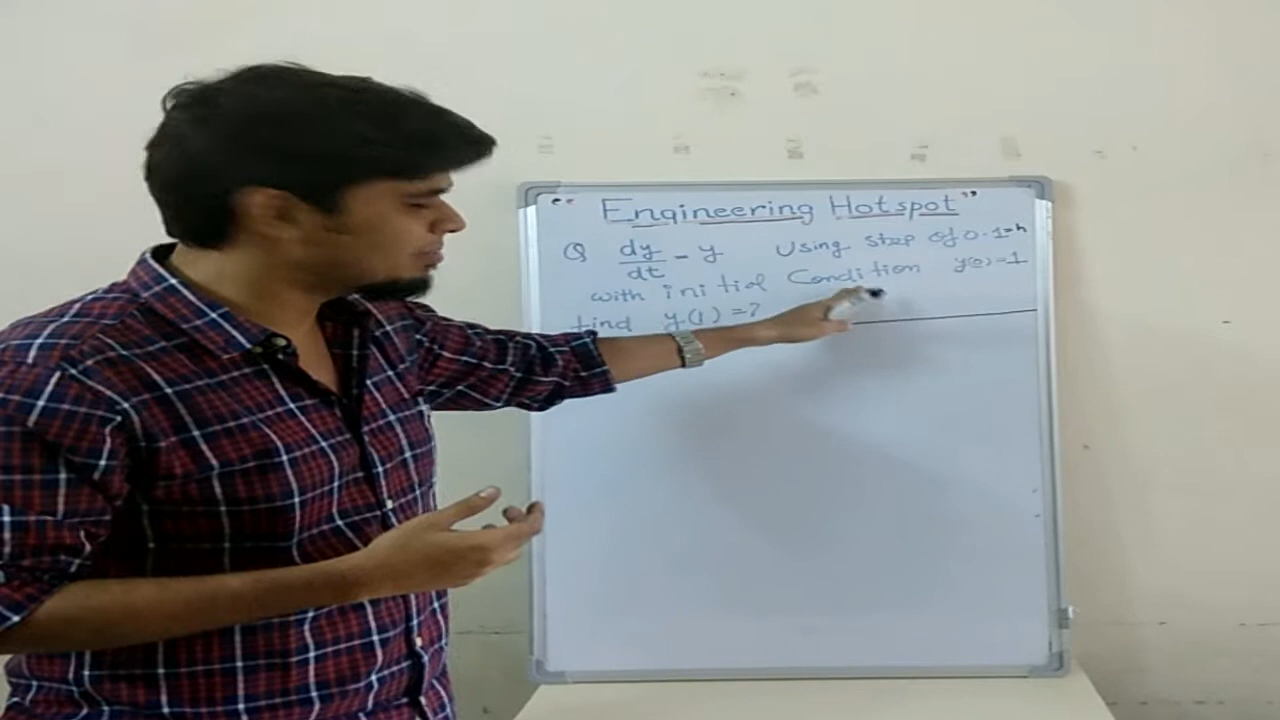 “ Engineering Hotspot ”
Q dy/dt = y Using step of 0.1=h
with initial Condition y(0)=1
find y(1) =?